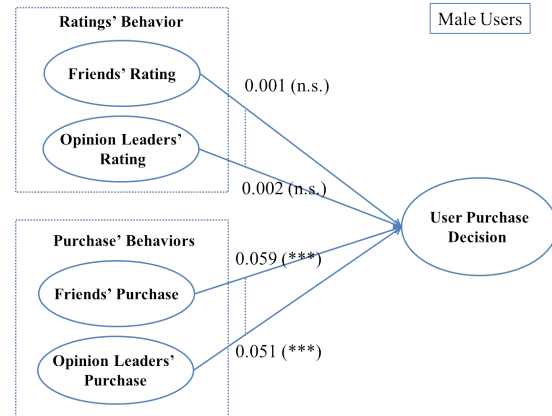 Male Users
Ratings' Behavior
Friends' Rating
0.001 (n.s.)
Opinion Leaders'
Rating
0.002 (n.s.)
User Purchase
Decision
Purchase' Behaviors
0.059 (***)
Friends' Purchase
0.051 (***)
Opinion Leaders'
Purchase